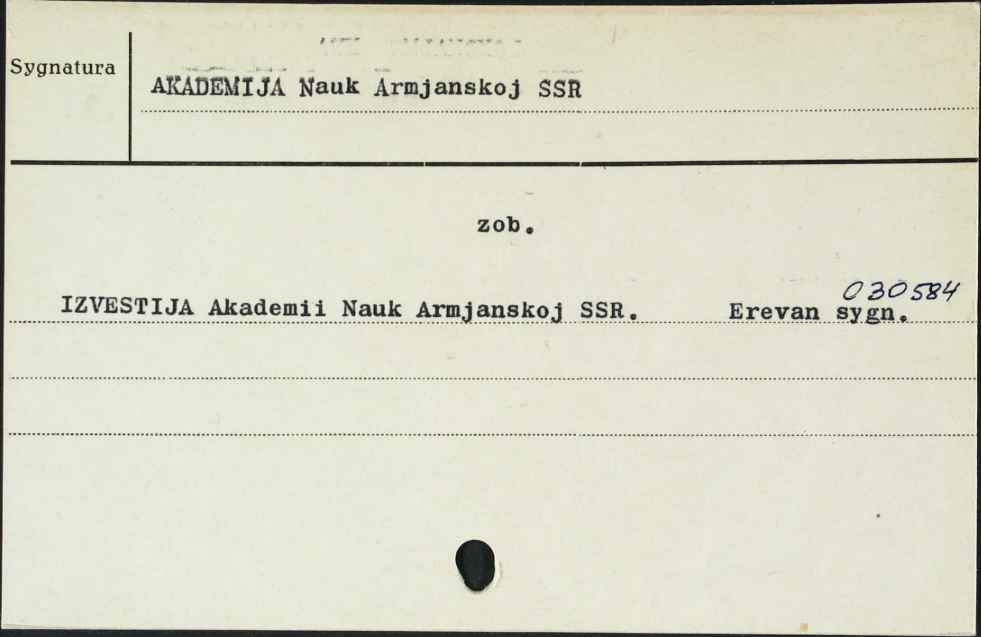 Sygnatura
AKADEMIJA Nauk Armjanskoj SSR
zob.
030584
IZVESTIJA Akademii Nauk Armjanskoj SSR. Erevan sygn.